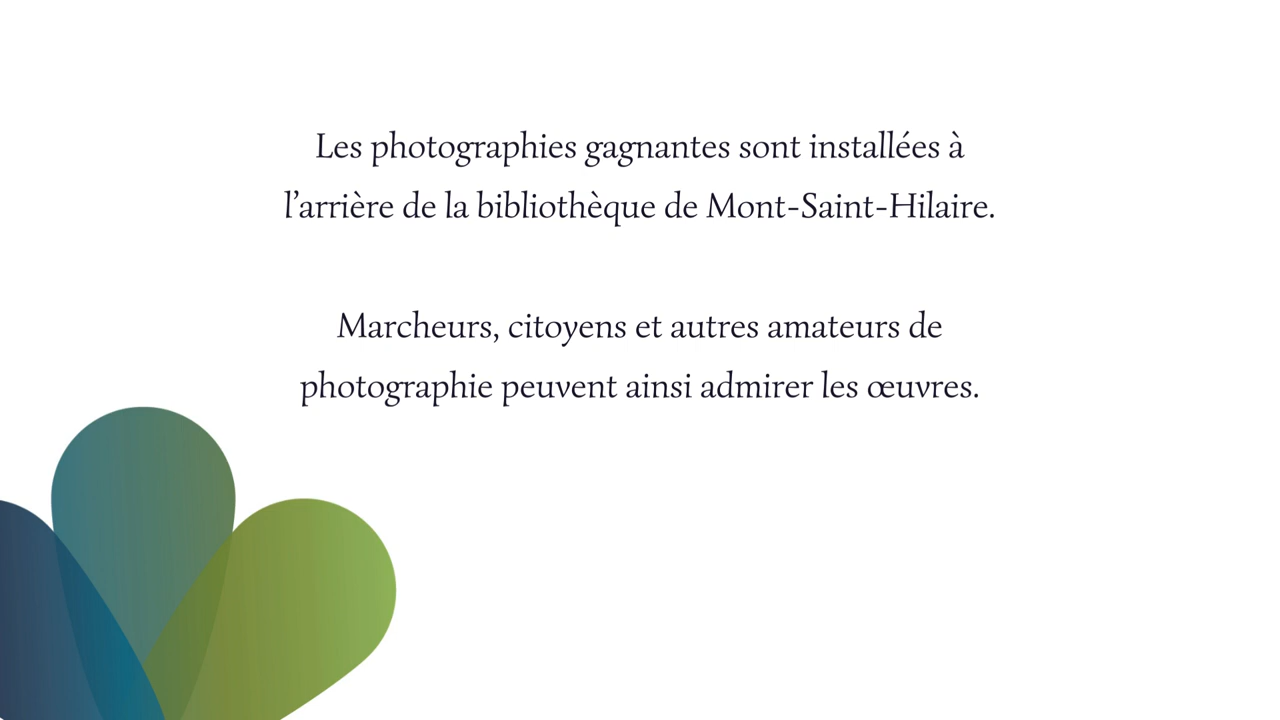 Les photographies gagnantes sont installées à
l’arrière de la bibliothèque de Mont-Saint-Hilaire.
Marcheurs, citoyens et autres amateurs de
photographie peuvent ainsi admirer les œuvres.